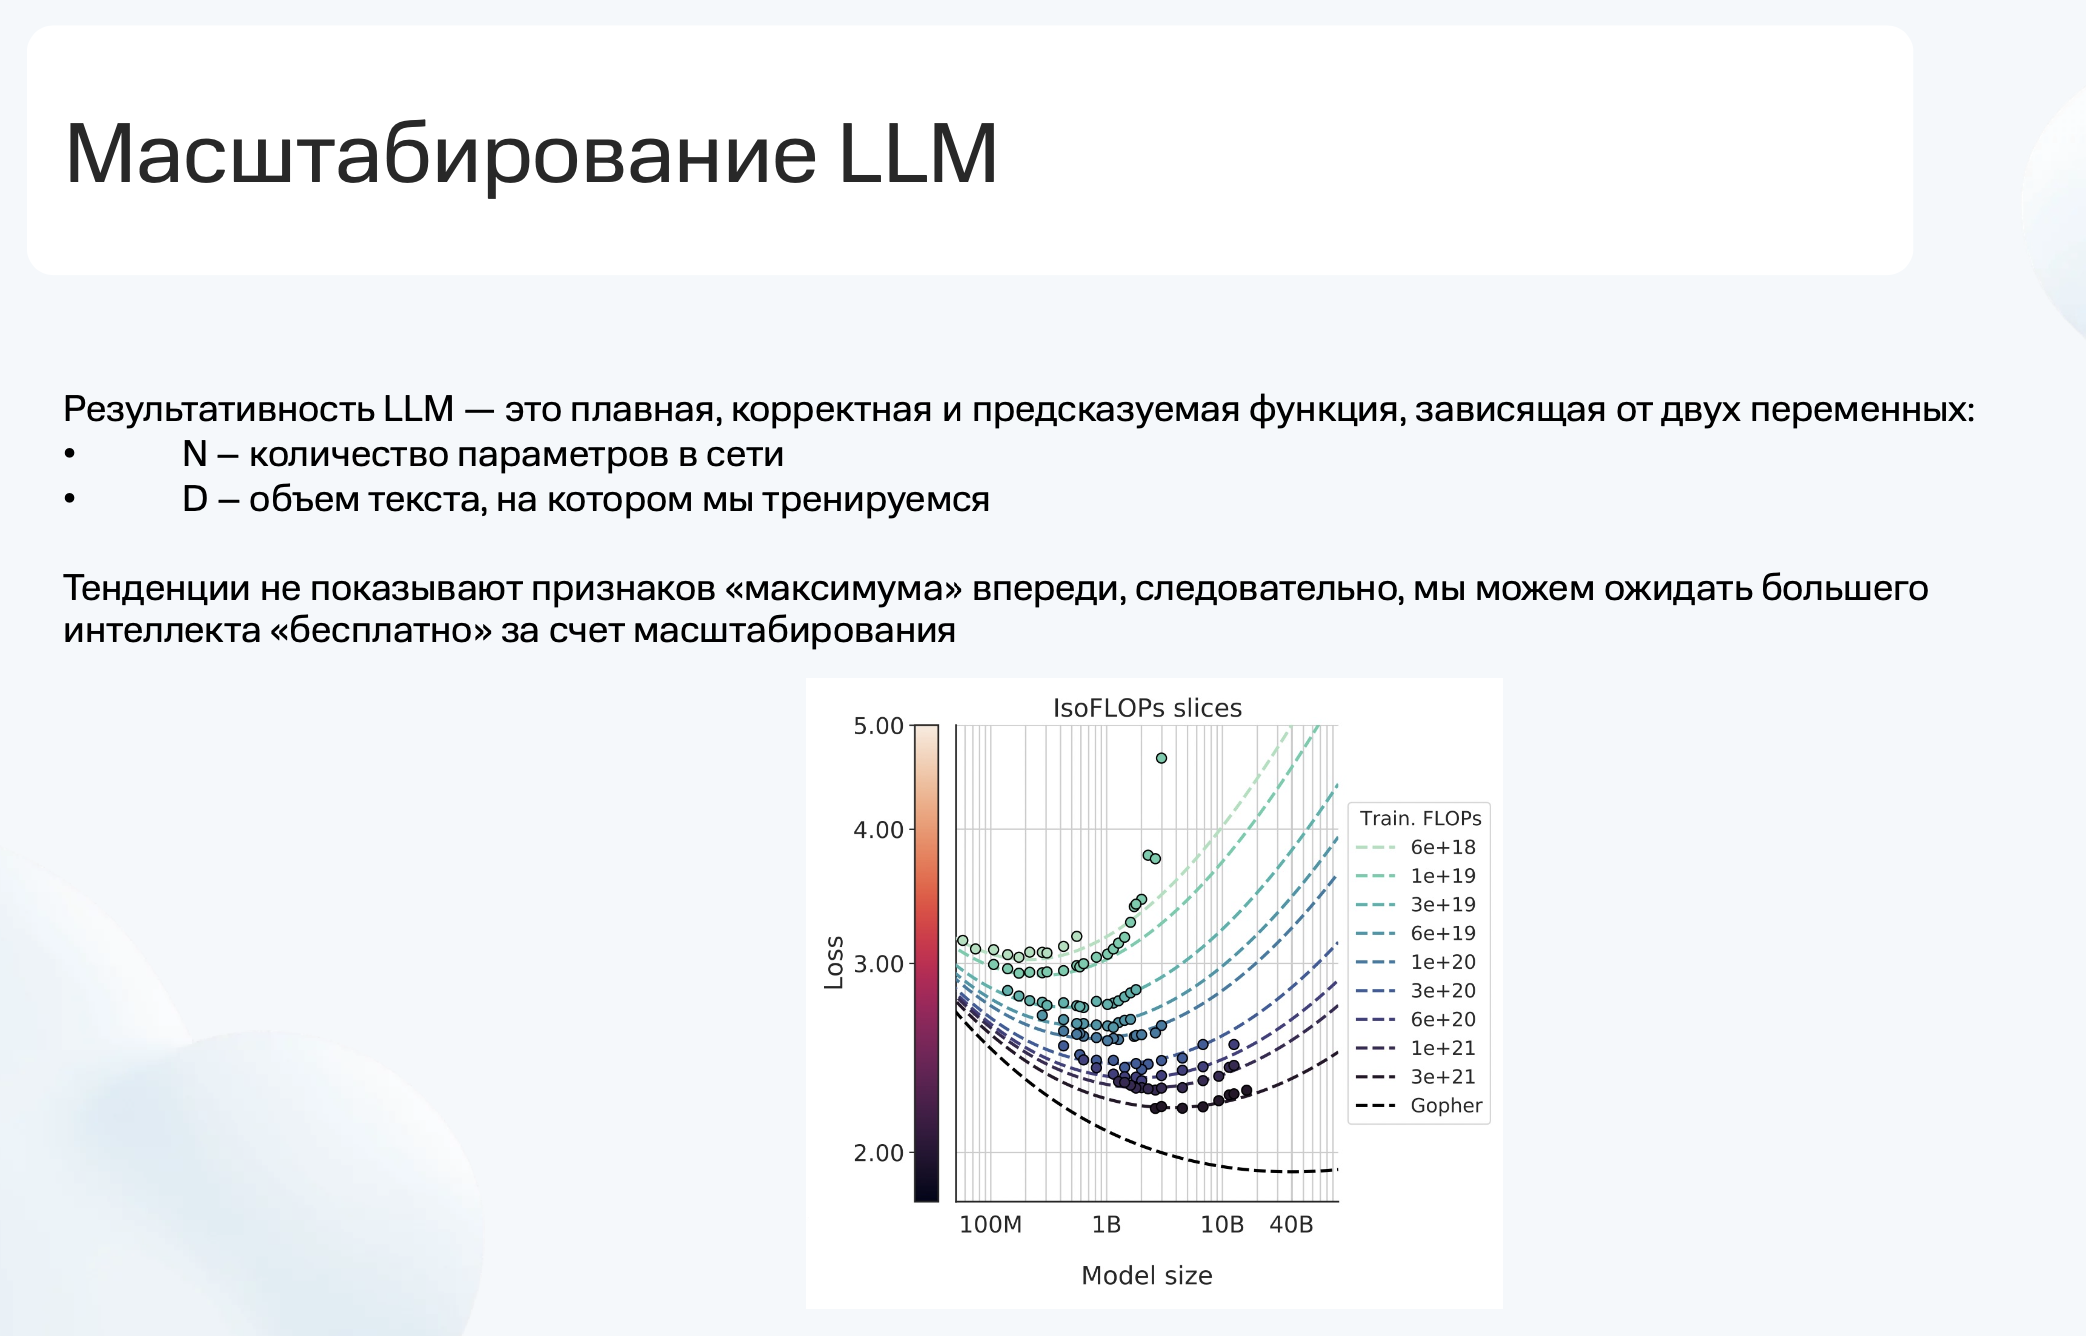 Масштабирование LLM
Результативность LLM — это плавная, корректная и предсказуемая функция, зависящая от двух переменных:
• N – количество параметров в сети
• D – объем текста, на котором мы тренируемся
Тенденции не показывают признаков «максимума» впереди, следовательно, мы можем ожидать большего
интеллекта «бесплатно» за счет масштабирования
IsoFLOPs slices
5.00
4.00
3.00
2.00
Loss
100M 1B 10B 40B
Model size
Train. FLOPs
6e+18
1e+19
3e+19
6e+19
1e+20
3e+20
6e+20
1e+21
3e+21
Gopher